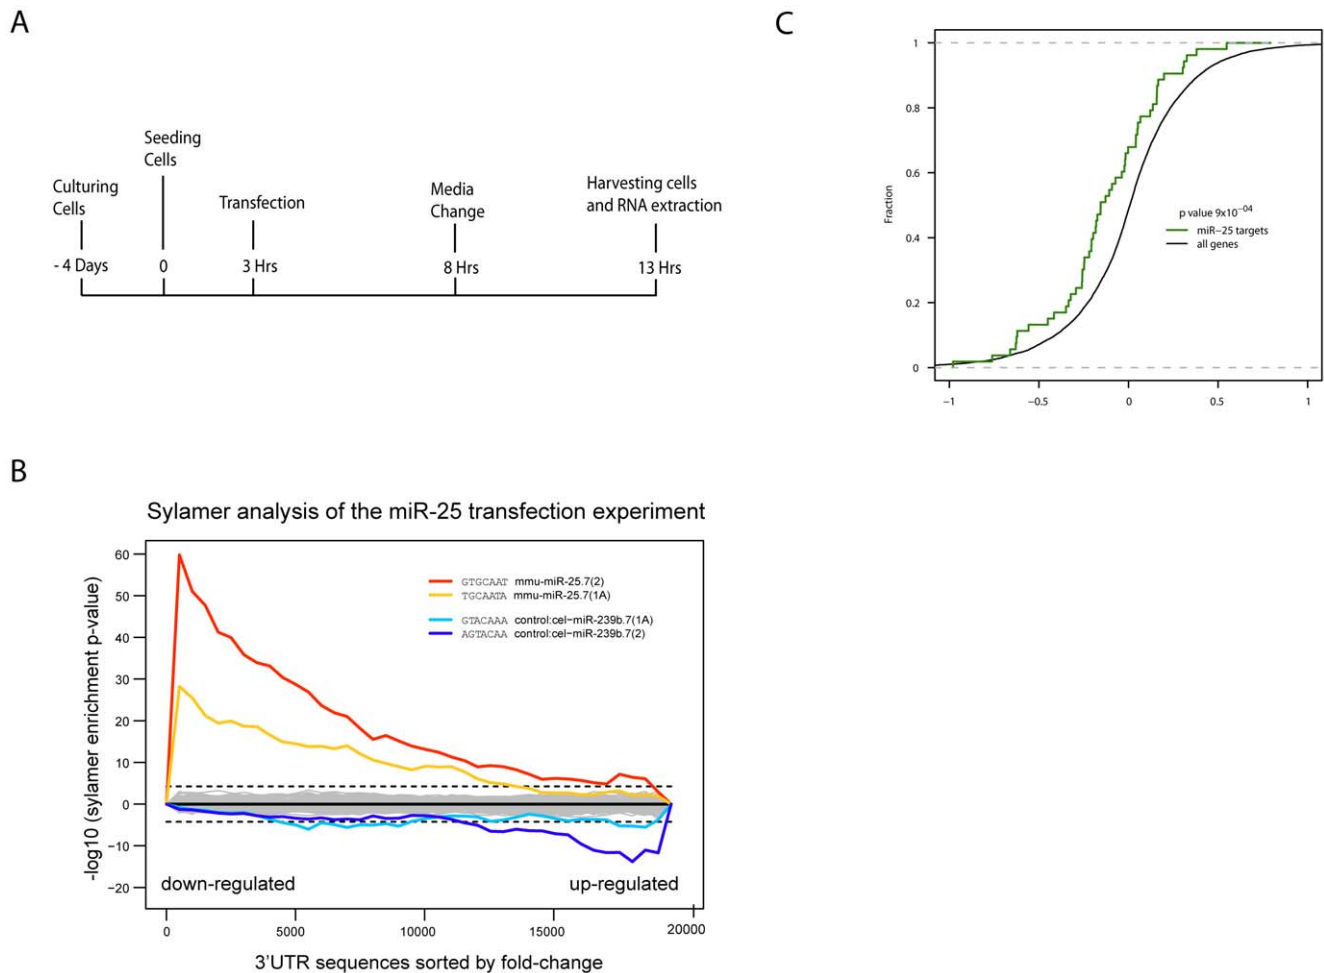 A
Seeding
Cells
Culturing
Cells
Transfection
Media
Change
Harvesting cells
and RNA extraction
- 4 Days
0
3 Hrs
8 Hrs
13 Hrs
C
Fraction
1
0.8
0.6
0.4
0.2
0
p value 9x10⁻⁰⁴
miR−25 targets
all genes
−1
−0.5
0
0.5
1
B
Sylamer analysis of the miR-25 transfection experiment
-log10 (sylamer enrichment p-value)
60
50
40
30
20
10
0
−10
−20
GTGCAAT mmu-miR-25.7(2)
TGCAATA mmu-miR-25.7(1A)
GTACAAA control:cel−miR-239b.7(1A)
AGTACAA control:cel−miR-239b.7(2)
down-regulated
up-regulated
0
5000
10000
15000
20000
3'UTR sequences sorted by fold-change